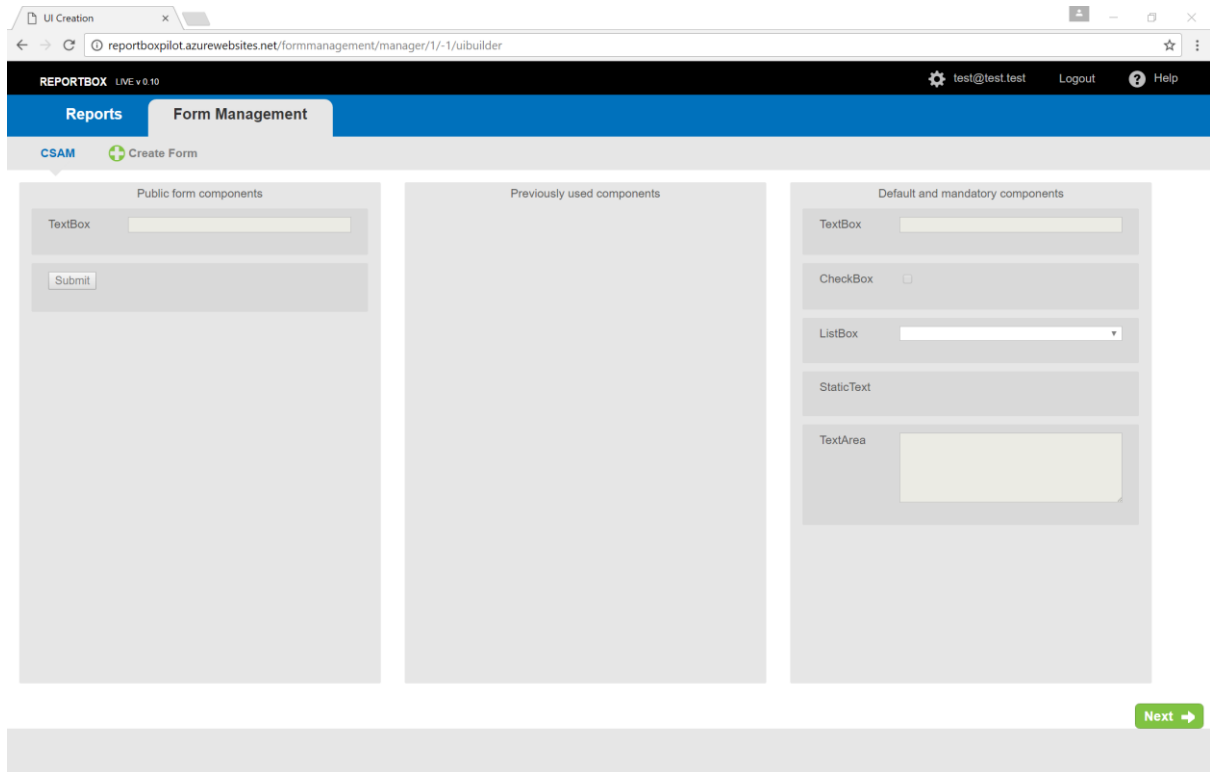 UI Creation
reportboxpilot.azurewebsites.net/formmanagement/manager/1/-1/uibuilder
REPORTBOX LIVE v 0.10 test@test.test Logout Help
Reports Form Management
CSAM Create Form
Public form components Previously used components Default and mandatory components
TextBox TextBox
Submit CheckBox
ListBox
StaticText
TextArea
Next